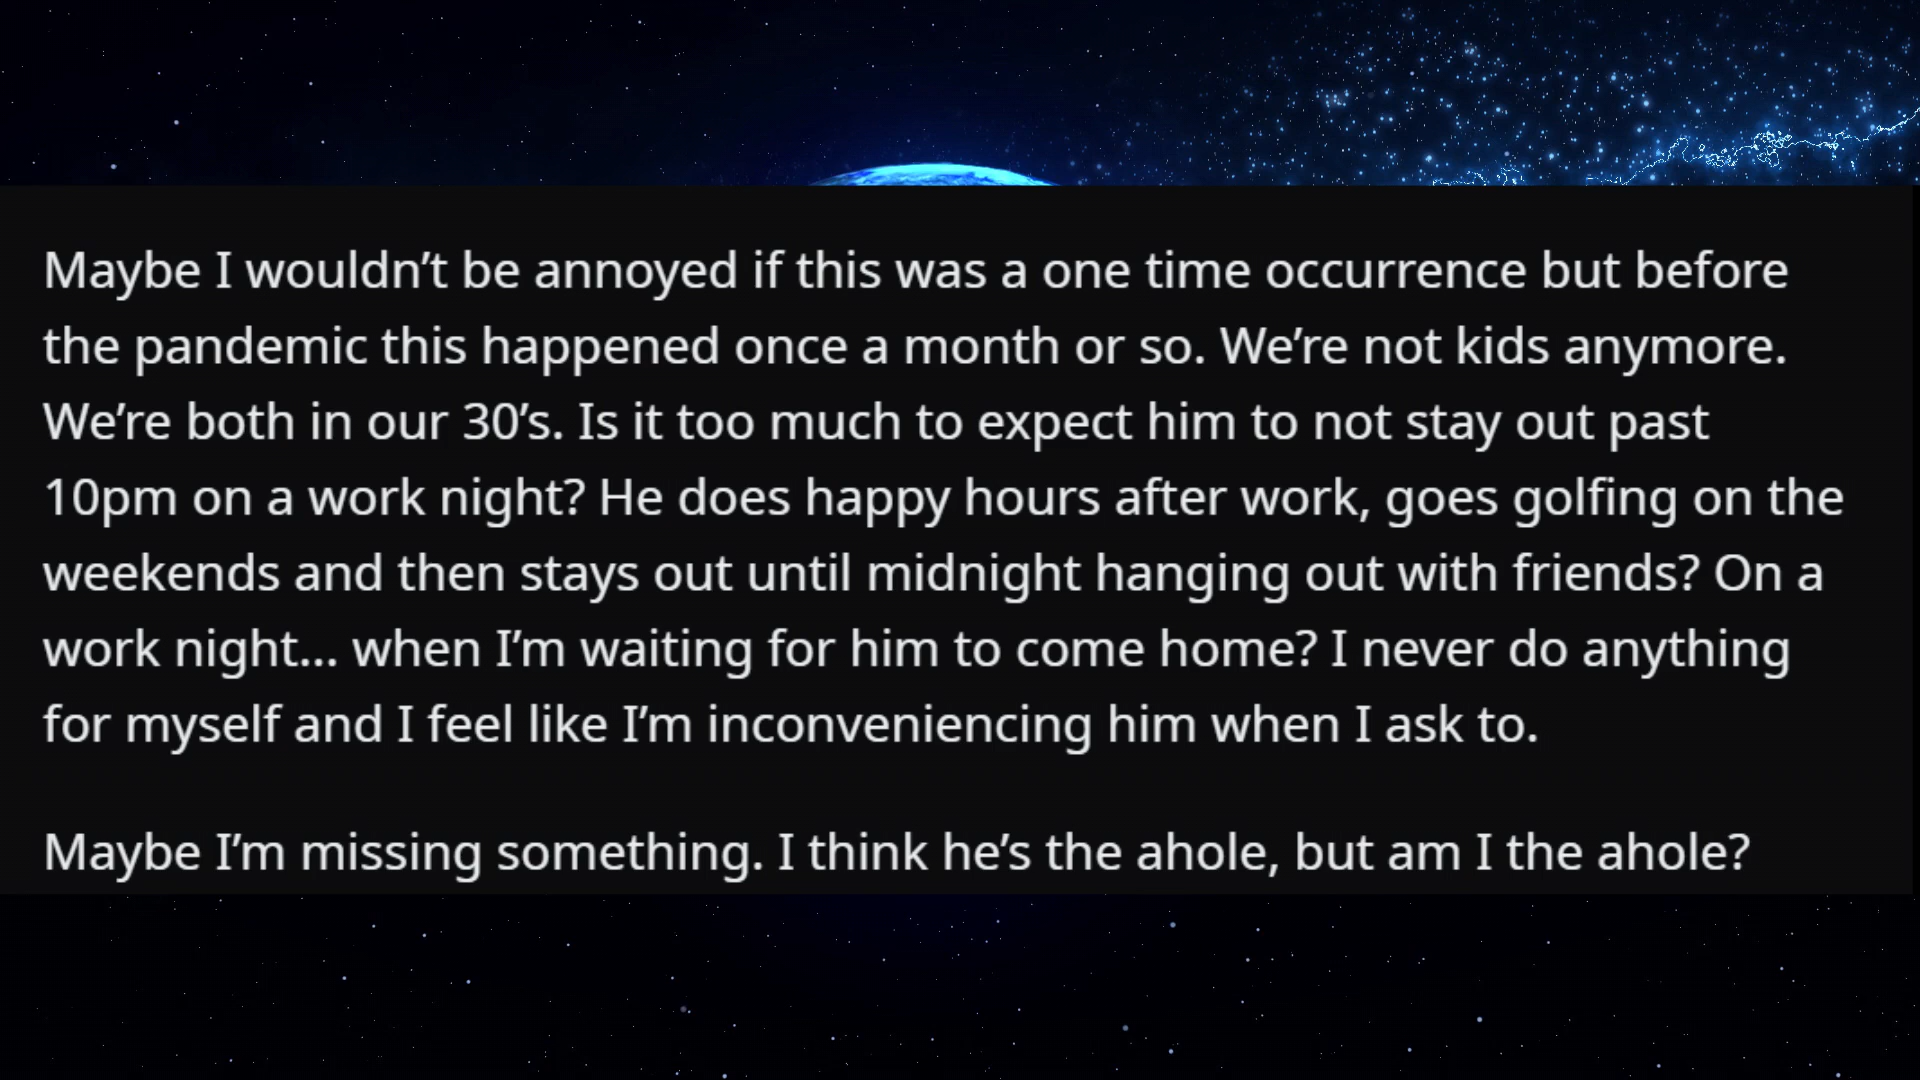 Maybe I wouldn’t be annoyed if this was a one time occurrence but before
the pandemic this happened once a month or so. We’re not kids anymore.
We’re both in our 30’s. Is it too much to expect him to not stay out past
10pm on a work night? He does happy hours after work, goes golfing on the
weekends and then stays out until midnight hanging out with friends? On a
work night... when I’m waiting for him to come home? I never do anything
for myself and I feel like I’m inconveniencing him when I ask to.
Maybe I’m missing something. I think he’s the ahole, but am I the ahole?